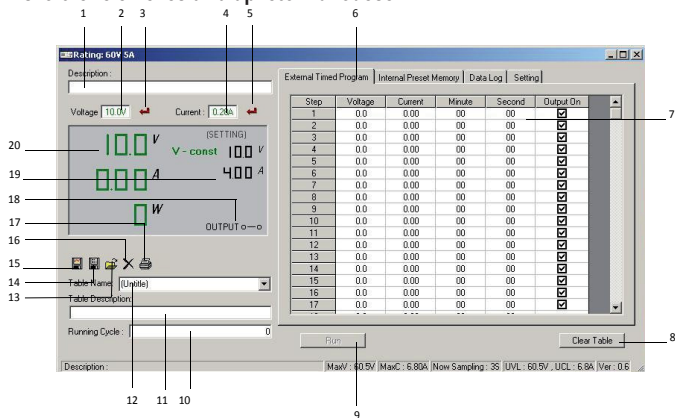 1 2 3 4 5 6
Rating: 60V 5A
Description :
Voltage 10.0V Current : 0.20A
External Timed Program Internal Preset Memory Data Log Setting
Step Voltage Current Minute Second Output On
1 0.0 0.00 00 00
2 0.0 0.00 00 00
3 0.0 0.00 00 00
4 0.0 0.00 00 00
5 0.0 0.00 00 00
6 0.0 0.00 00 00
7 0.0 0.00 00 00
8 0.0 0.00 00 00
9 0.0 0.00 00 00
10 0.0 0.00 00 00
11 0.0 0.00 00 00
12 0.0 0.00 00 00
13 0.0 0.00 00 00
14 0.0 0.00 00 00
15 0.0 0.00 00 00
16 0.0 0.00 00 00
17 0.0 0.00 00 00
7
20
19
18
17
16
15
14
13
10.0 V
(SETTING)
V - const 100 V
0.00 A
400 A
0 W
OUTPUT
Table Name: (Untitle)
Table Description:
Running Cycle : 0
Run
Clear Table
8
Description :
MaxV : 60.5V MaxC : 6.80A Now Sampling : 3S UVL : 60.5V , UCL : 6.8A Ver : 0.6
12 11 10
9